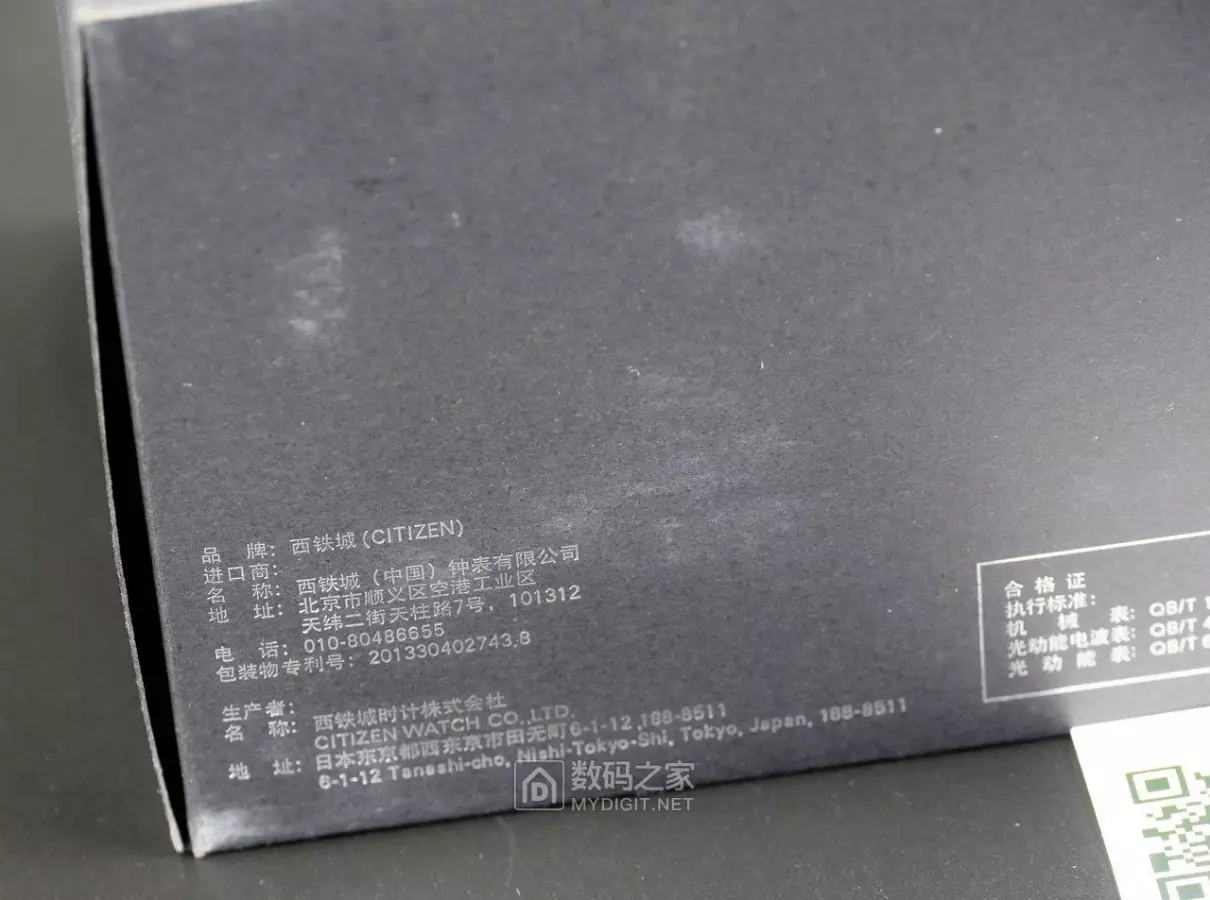 品 牌：西铁城 (CITIZEN)
进口商：
名 称：西铁城（中国）钟表有限公司
地 址：北京市顺义区空港工业区
天纬二街天柱路7号，101312
电 话：010-80486655
包装物专利号：201330402743.8
生产者：
名 称：西铁城时计株式会社
CITIZEN WATCH CO.,LTD.
地 址：日本东京都西东京市田无町6-1-12,188-8511
6-1-12 Tanashi-cho, Nishi-Tokyo-Shi, Tokyo, Japan, 188-8511
合格证
执行标准：
机 械 表：QB/T
光动能电波表：QB/T
光 动 能 表：QB/T
数码之家
MYDIGIT.NET